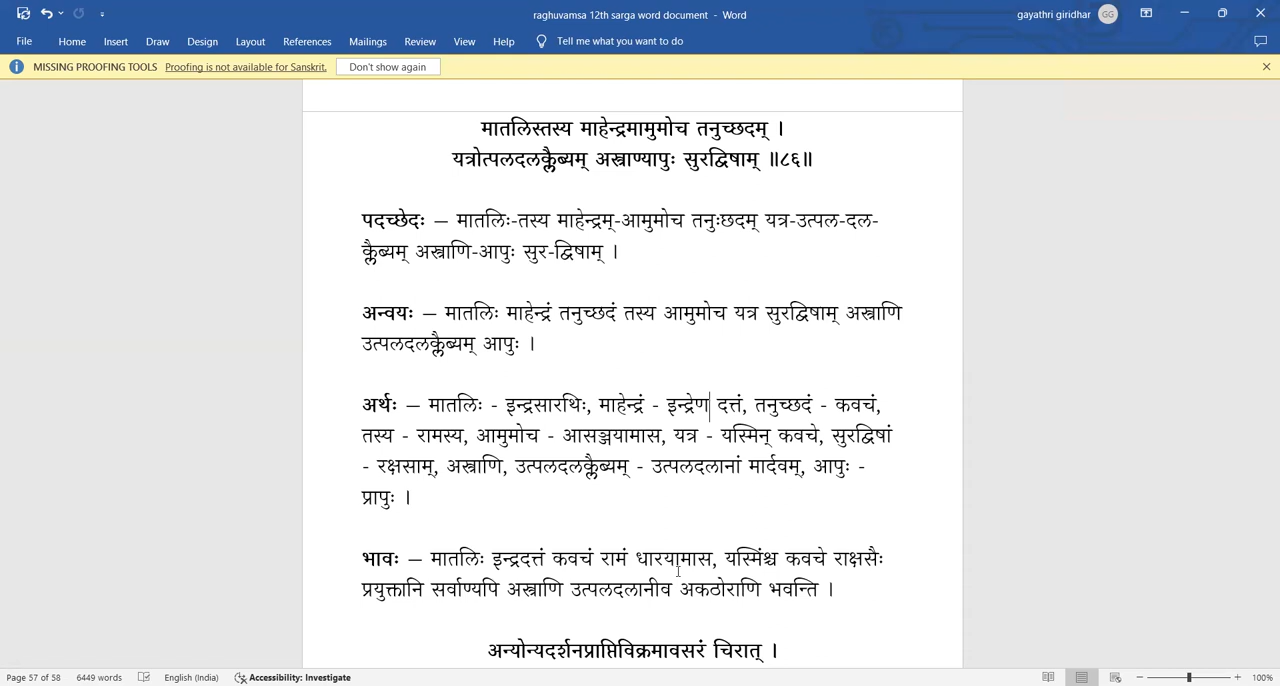 raghuvamsa 12th sarga word document - Word
gayathri giridhar GG
File Home Insert Draw Design Layout References Mailings Review View Help Tell me what you want to do
MISSING PROOFING TOOLS Proofing is not available for Sanskrit. Don't show again
मातलिस्तस्य माहेन्द्रमामुमोच तनुच्छदम् ।
यत्रोत्पलदलक्लैब्यम् अस्त्राण्यापुः सुरद्विषाम् ॥८६॥
पदच्छेदः – मातलिः-तस्य माहेन्द्रम्-आमुमोच तनुःछदम् यत्र-उत्पल-दल-
क्लैब्यम् अस्त्राणि-आपुः सुर-द्विषाम् ।
अन्वयः – मातलिः माहेन्द्रं तनुच्छदं तस्य आमुमोच यत्र सुरद्विषाम् अस्त्राणि
उत्पलदलक्लैब्यम् आपुः ।
अर्थः – मातलिः - इन्द्रसारथिः, माहेन्द्रं - इन्द्रेण दत्तं, तनुच्छदं - कवचं,
तस्य - रामस्य, आमुमोच - आसञ्जयामास, यत्र - यस्मिन् कवचे, सुरद्विषां
- रक्षसाम्, अस्त्राणि, उत्पलदलक्लैब्यम् - उत्पलदलानां मार्दवम्, आपुः -
प्रापुः ।
भावः – मातलिः इन्द्रदत्तं कवचं रामं धारयामास, यस्मिंश्च कवचे राक्षसैः
प्रयुक्तानि सर्वाण्यपि अस्त्राणि उत्पलदलानीव अकठोराणि भवन्ति ।
अन्योन्यदर्शनप्राप्तिविक्रमावसरं चिरात् ।
Page 57 of 58 6449 words English (India) Accessibility: Investigate 100%